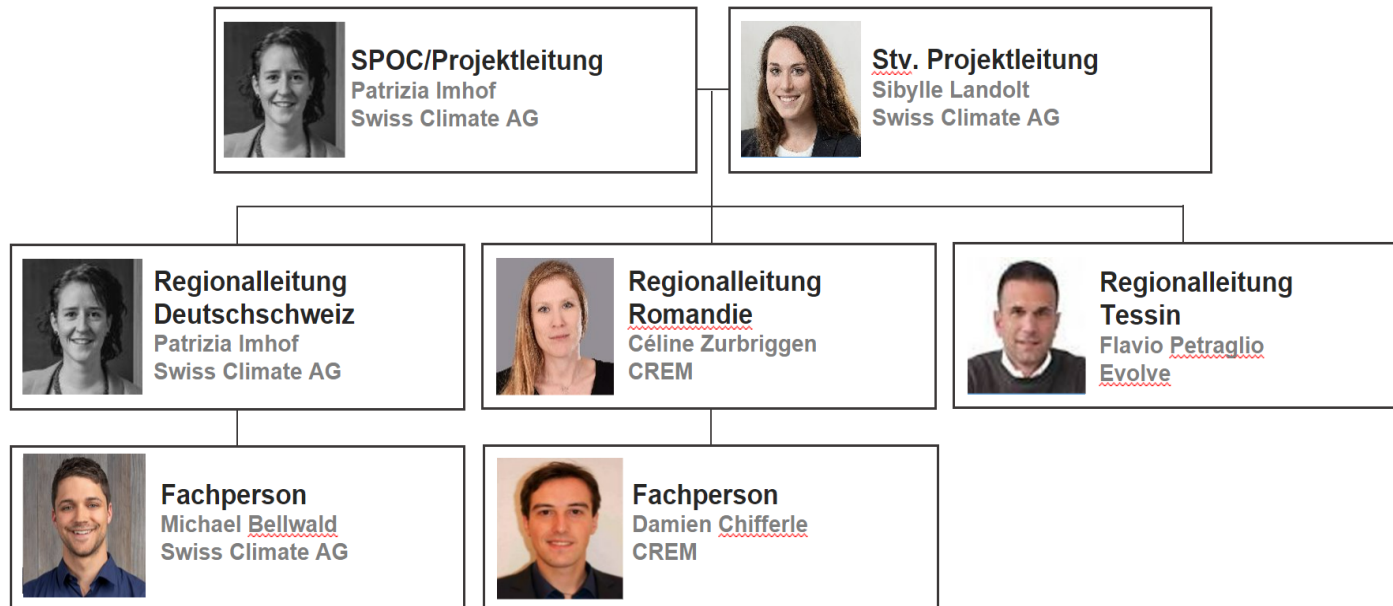 SPOC/Projektleitung
Patrizia Imhof
Swiss Climate AG
Stv. Projektleitung
Sibylle Landolt
Swiss Climate AG
Regionalleitung
Deutschschweiz
Patrizia Imhof
Swiss Climate AG
Regionalleitung
Romandie
Céline Zurbriggen
CREM
Regionalleitung
Tessin
Flavio Petraglio
Evolve
Fachperson
Michael Bellwald
Swiss Climate AG
Fachperson
Damien Chifferle
CREM